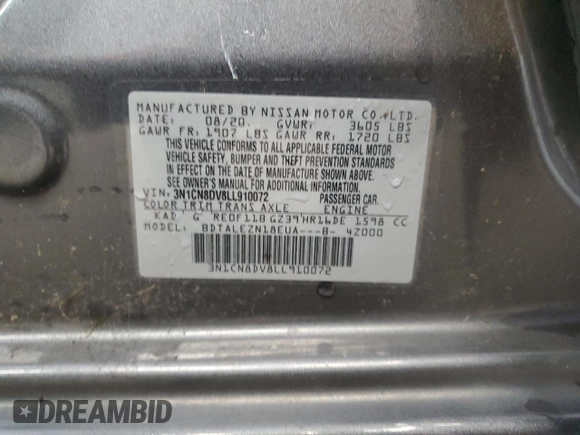 MANUFACTURED BY NISSAN MOTOR CO.,LTD.
DATE: 08/20. GVWR: 3605 LBS
GAWR FR: 1907 LBS GAWR RR: 1720 LBS
THIS VEHICLE CONFORMS TO ALL APPLICABLE FEDERAL MOTOR
VEHICLE SAFETY, BUMPER AND THEFT PREVENTION STANDARDS
IN EFFECT ON THE DATE OF MANUFACTURE SHOWN ABOVE.
SEE OWNER'S MANUAL FOR ADDITIONAL INFORMATION.
VIN: 3N1CN8DV8LL910072 PASSENGER CAR.
COLOR TRIM TRANS AXLE ENGINE
KAD G RE0F11B GZ39 HR16DE 1598 CC
MODEL: BDTALEZN18EUA---B- 4Z000
3N1CN8DV8LL910072
DREAMBID